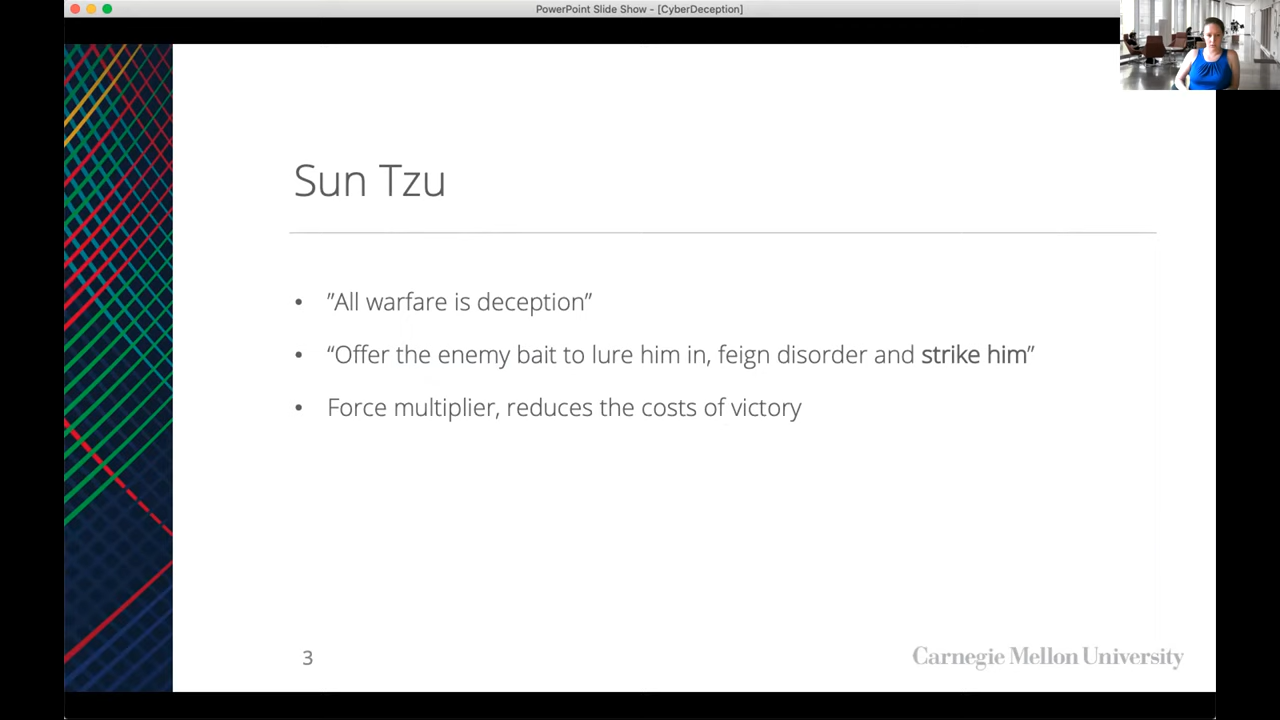 PowerPoint Slide Show - [CyberDeception]
Sun Tzu
• ”All warfare is deception”
• “Offer the enemy bait to lure him in, feign disorder and strike him”
• Force multiplier, reduces the costs of victory
3
Carnegie Mellon University